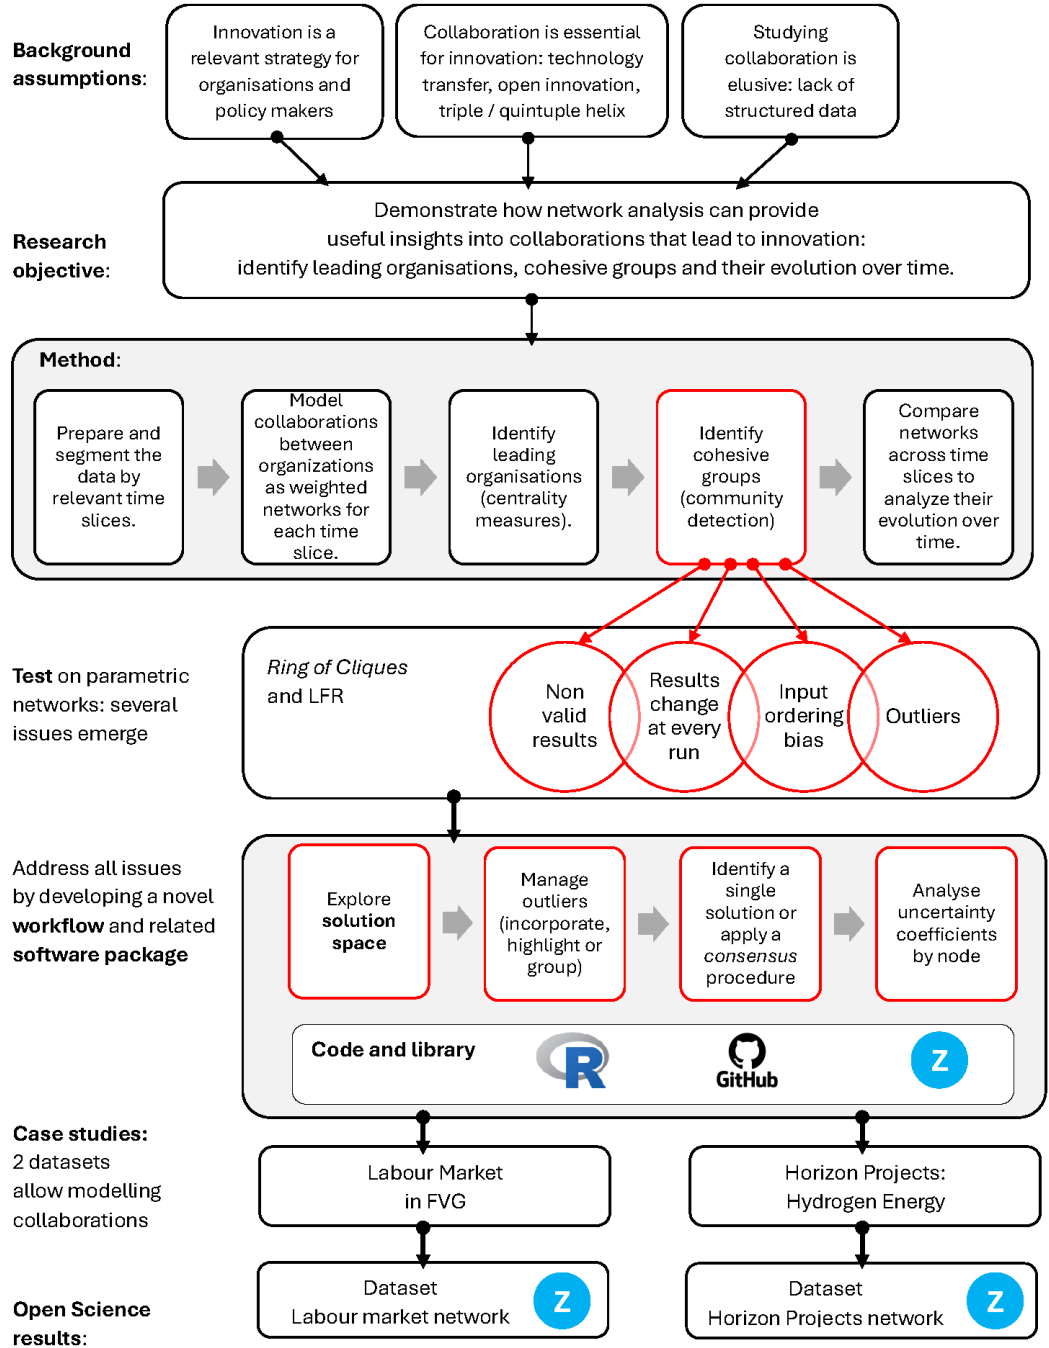 Background
assumptions:
Innovation is a
relevant strategy for
organisations and
policy makers
Collaboration is essential
for innovation: technology
transfer, open innovation,
triple / quintuple helix
Studying
collaboration is
elusive: lack of
structured data
Research
objective:
Demonstrate how network analysis can provide
useful insights into collaborations that lead to innovation:
identify leading organisations, cohesive groups and their evolution over time.
Method:
Prepare and
segment the
data by
relevant time
slices.
Model
collaborations
between
organizations
as weighted
networks for
each time
slice.
Identify
leading
organisations
(centrality
measures).
Identify
cohesive
groups
(community
detection)
Compare
networks
across time
slices to
analyze their
evolution over
time.
Test on parametric
networks: several
issues emerge
Ring of Cliques
and LFR
Non
valid
results
Results
change
at every
run
Input
ordering
bias
Outliers
Address all issues
by developing a novel
workflow and related
software package
Explore
solution
space
Manage
outliers
(incorporate,
highlight or
group)
Identify a
single
solution or
apply a
consensus
procedure
Analyse
uncertainty
coefficients
by node
Code and library
R
GitHub
Z
Case studies:
2 datasets
allow modelling
collaborations
Labour Market
in FVG
Horizon Projects:
Hydrogen Energy
Open Science
results:
Dataset
Labour market network
Z
Dataset
Horizon Projects network
Z